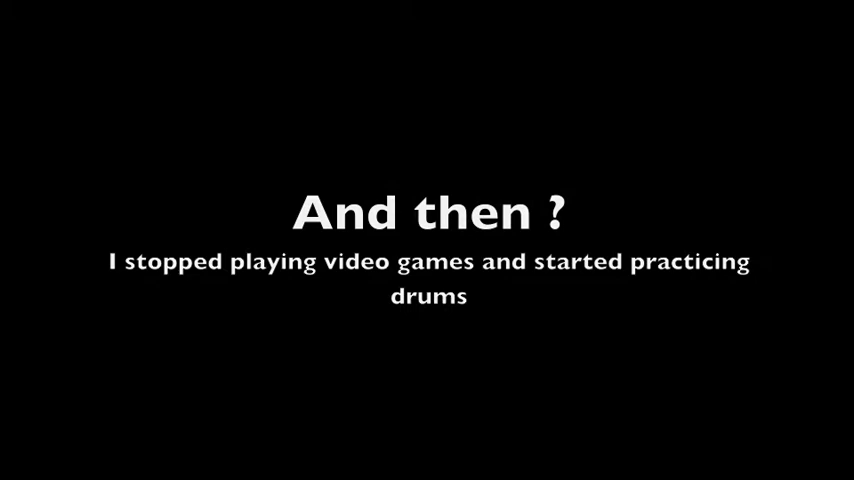 And then ?
I stopped playing video games and started practicing
drums